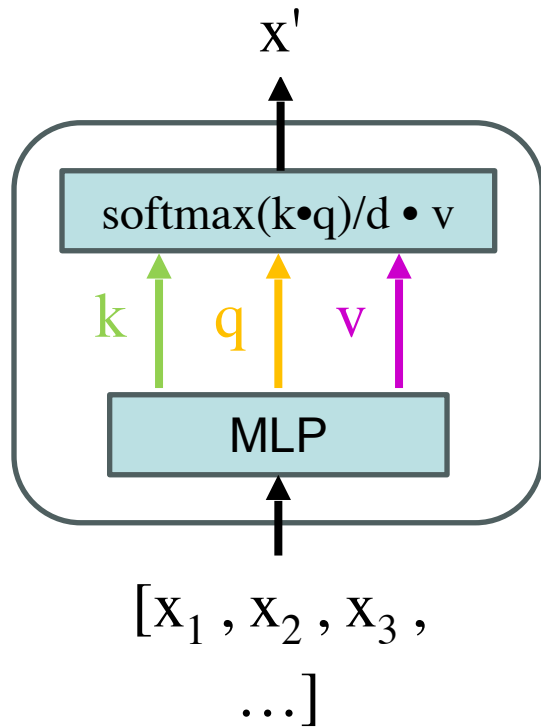 x'
softmax(k•q)/d • v
k q v
MLP
[x₁ , x₂ , x₃ ,
...]